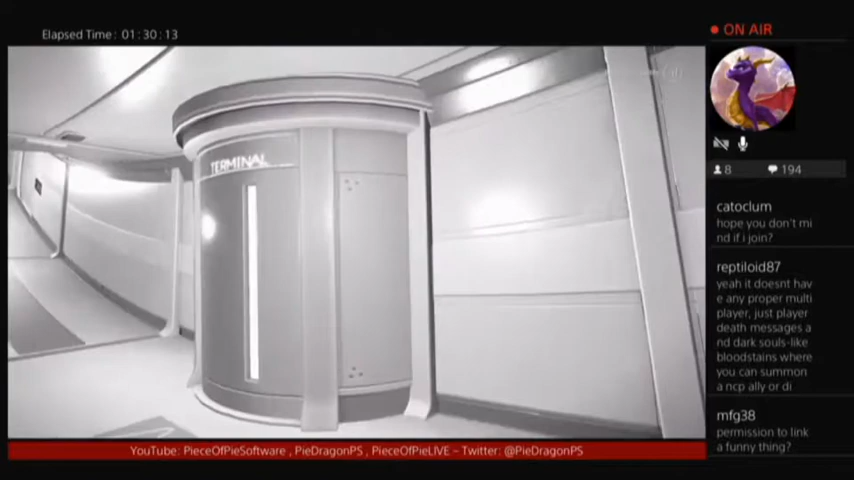 Elapsed Time: 01:30:13
ON AIR
TERMINAL
8
194
catoclum
hope you don't mi
nd if i join?
reptiloid87
yeah it doesnt hav
e any proper multi
player, just player
death messages a
nd dark souls-like
bloodstains where
you can summon
a ncp ally or di
mfg38
permission to link
a funny thing?
YouTube: PieceOfPieSoftware , PieDragonPS , PieceOfPieLIVE – Twitter: @PieDragonPS